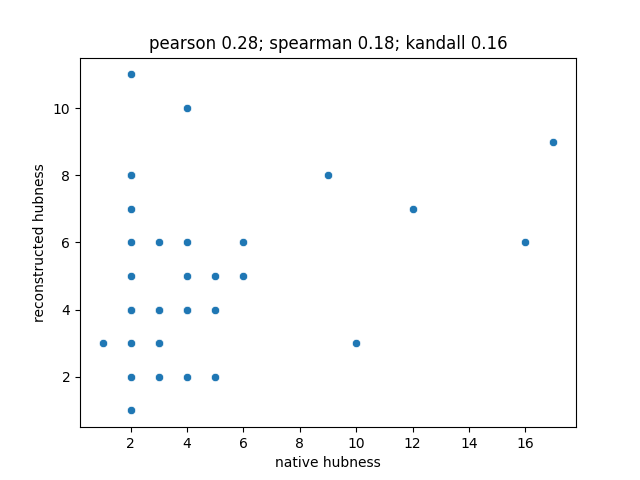 pearson 0.28; spearman 0.18; kandall 0.16
10
8
6
4
2
reconstructed hubness
2 4 6 8 10 12 14 16
native hubness